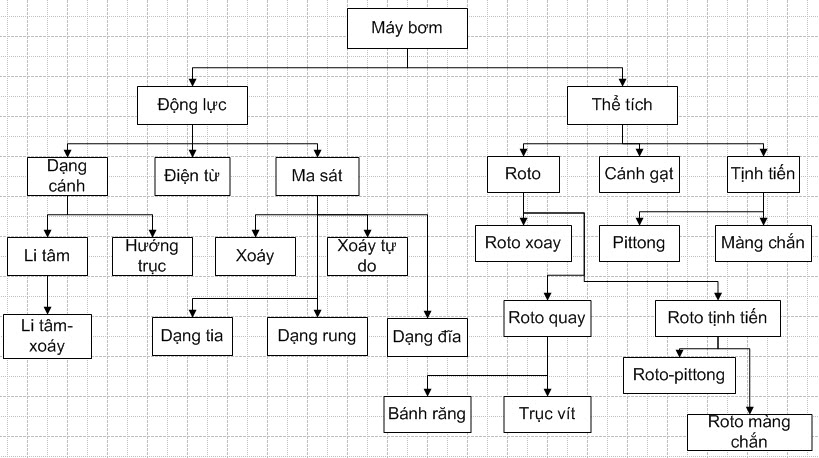 Máy bơm
Động lực
Thể tích
Dạng
cánh
Điện từ
Ma sát
Roto
Cánh gạt
Tịnh tiến
Li tâm
Hướng
trục
Xoáy
Xoáy tự
do
Roto xoay
Pittong
Màng chắn
Li tâm-
xoáy
Dạng tia
Dạng rung
Dạng đĩa
Roto quay
Roto tịnh tiến
Roto-pittong
Bánh răng
Trục vít
Roto màng
chắn